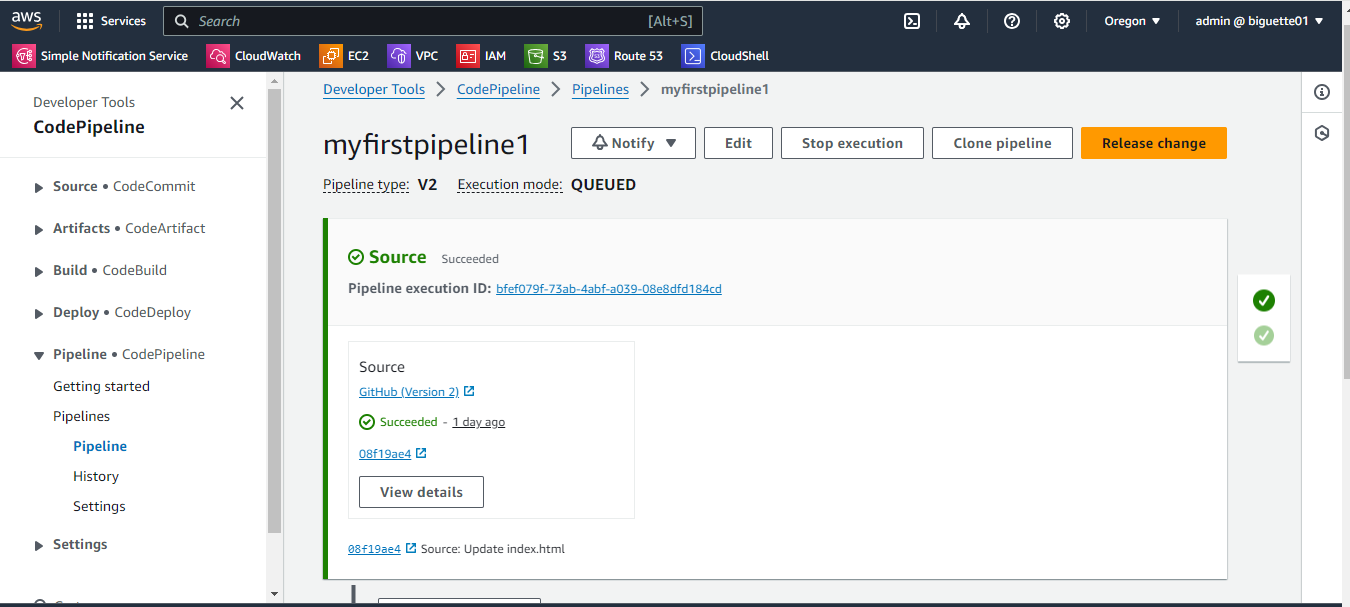 aws Services Search [Alt+S] Oregon ▼ admin @ biguette01 ▼
Simple Notification Service CloudWatch EC2 VPC IAM S3 Route 53 CloudShell
Developer Tools
CodePipeline
Source • CodeCommit
Artifacts • CodeArtifact
Build • CodeBuild
Deploy • CodeDeploy
Pipeline • CodePipeline
Getting started
Pipelines
Pipeline
History
Settings
Settings
Developer Tools > CodePipeline > Pipelines > myfirstpipeline1
myfirstpipeline1
Notify ▼ Edit Stop execution Clone pipeline Release change
Pipeline type: V2 Execution mode: QUEUED
Source Succeeded
Pipeline execution ID: bfef079f-73ab-4abf-a039-08e8dfd184cd
Source
GitHub (Version 2)
Succeeded - 1 day ago
08f19ae4
View details
08f19ae4 Source: Update index.html